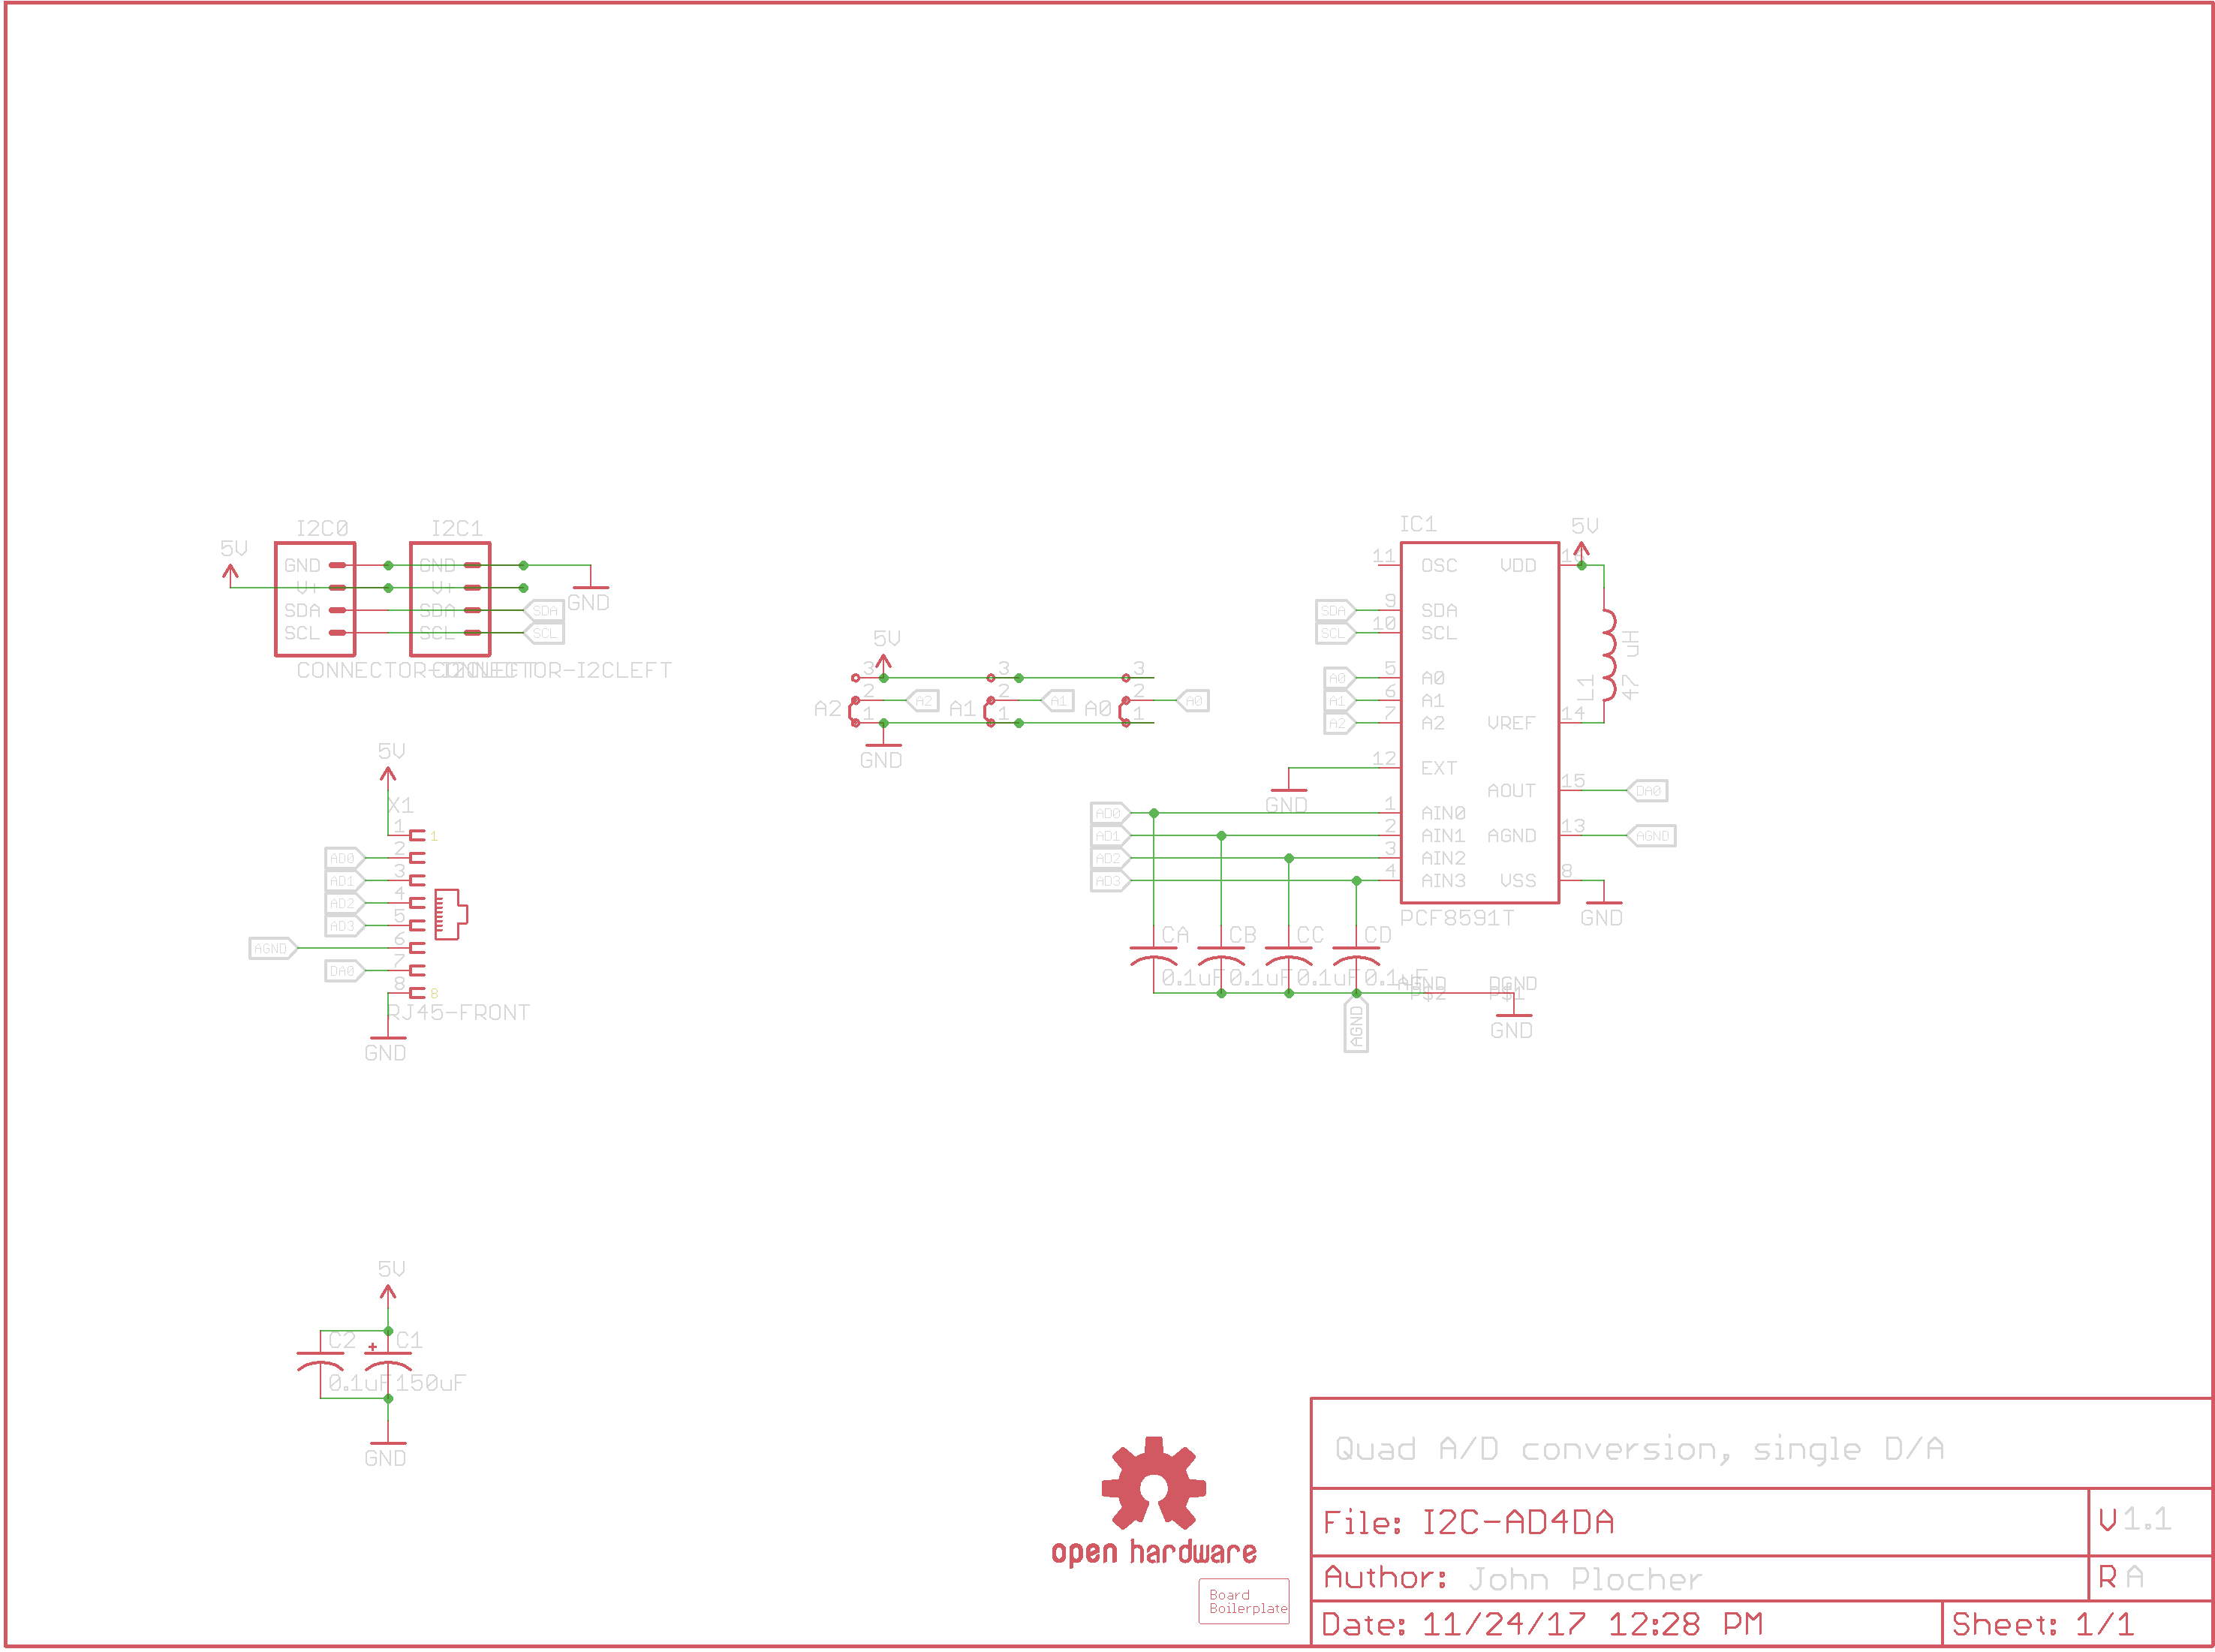 I2C0
I2C1
5V
GND
V+
SDA
SCL
GND
V+
SDA
SCL
GND
SDA
SCL
CONNECTOR-I2CLEFT
5V
3
2
1
A2
A2
GND
3
2
1
A1
A1
3
2
1
A0
A0
IC1
5V
11
OSC
VDD
SDA
9
SDA
SCL
10
SCL
A0
5
A0
A1
6
A1
A2
7
A2
VREF
14
L1
47
uH
12
EXT
GND
AOUT
15
DA0
AD0
1
AIN0
AD1
2
AIN1
AGND
13
AGND
AD2
3
AIN2
AD3
4
AIN3
VSS
8
GND
PCF8591T
CA
CB
CC
CD
0.1uF
0.1uF
0.1uF
0.1uF
AGND
GND
5V
X1
1
1
AD0
2
AD1
3
AD2
4
AD3
5
AGND
6
DA0
7
8
8
RJ45-FRONT
GND
5V
C2
C1
0.1uF
150uF
GND
open hardware
Board
Boilerplate
Quad A/D conversion, single D/A
File: I2C-AD4DA
V 1.1
Author: John Plocher
R A
Date: 11/24/17 12:28 PM
Sheet: 1/1